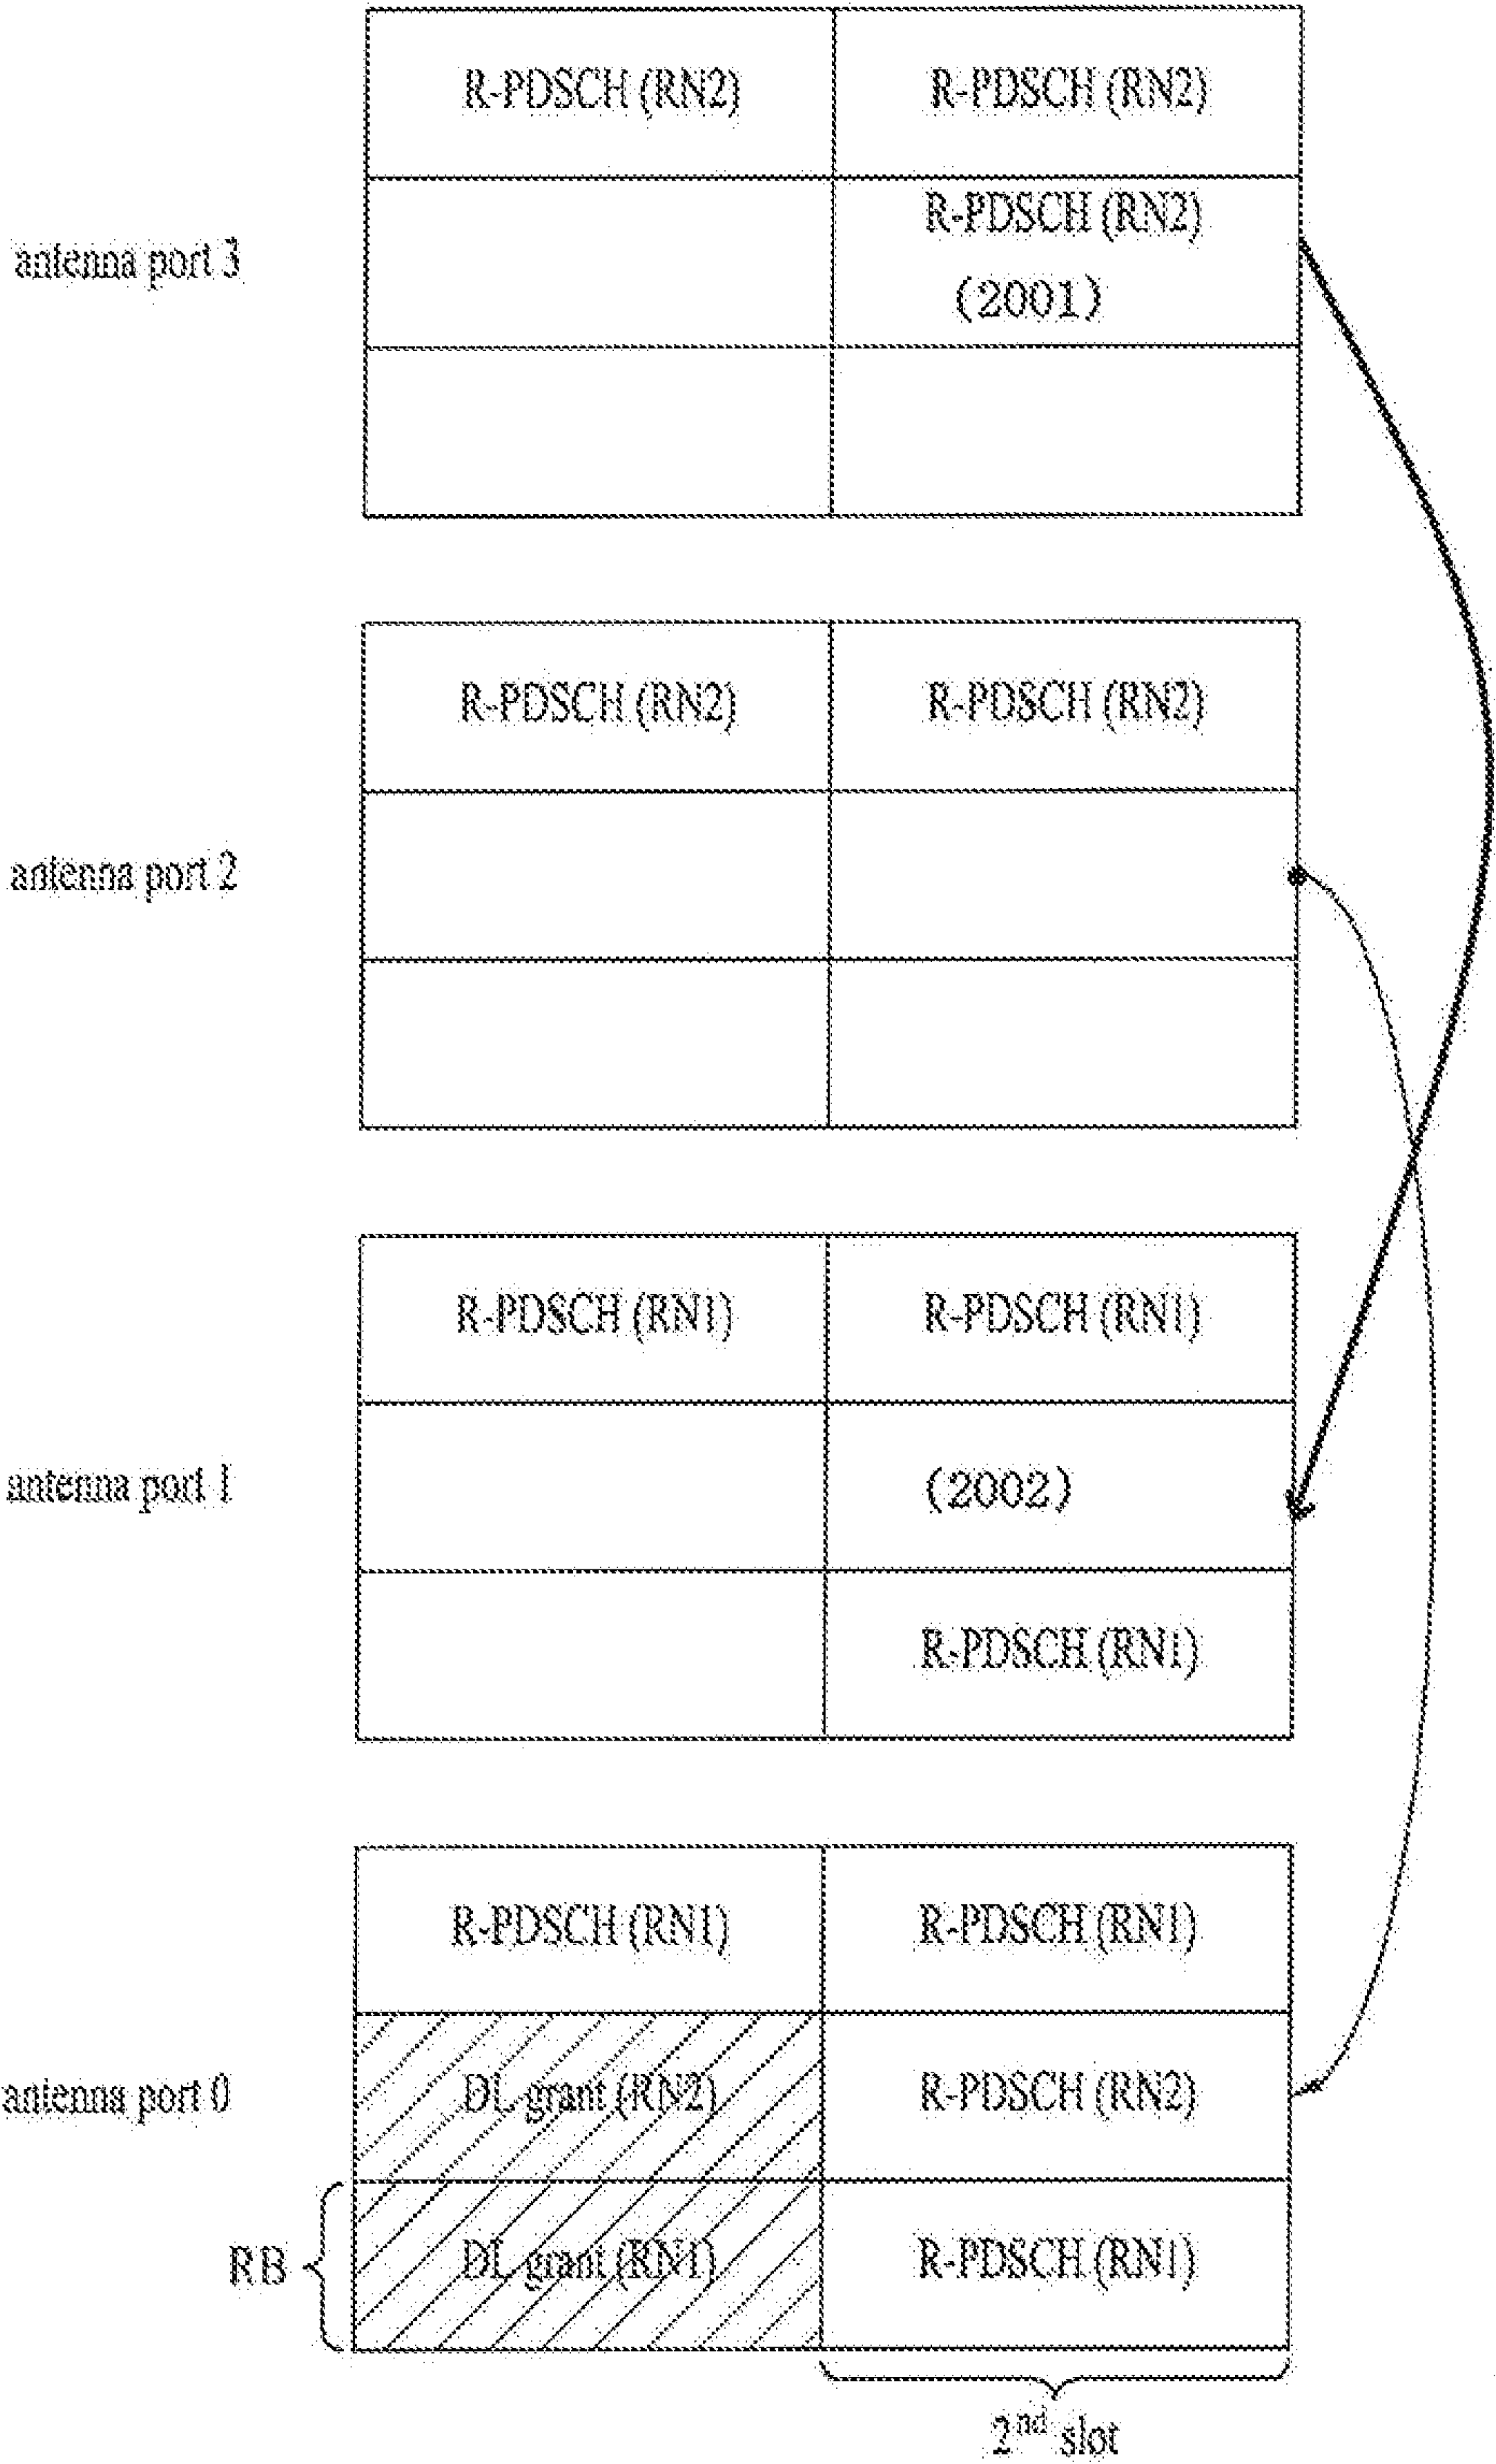 R-PDSCH (RN2) R-PDSCH (RN2)
R-PDSCH (RN2)
antenna port 3
(2001)
R-PDSCH (RN2) R-PDSCH (RN2)
antenna port 2
R-PDSCH (RN1) R-PDSCH (RN1)
antenna port 1
(2002)
R-PDSCH (RN1)
R-PDSCH (RN1) R-PDSCH (RN1)
antenna port 0
DL grant (RN2) R-PDSCH (RN2)
RB
DL grant (RN1) R-PDSCH (RN1)
2nd slot